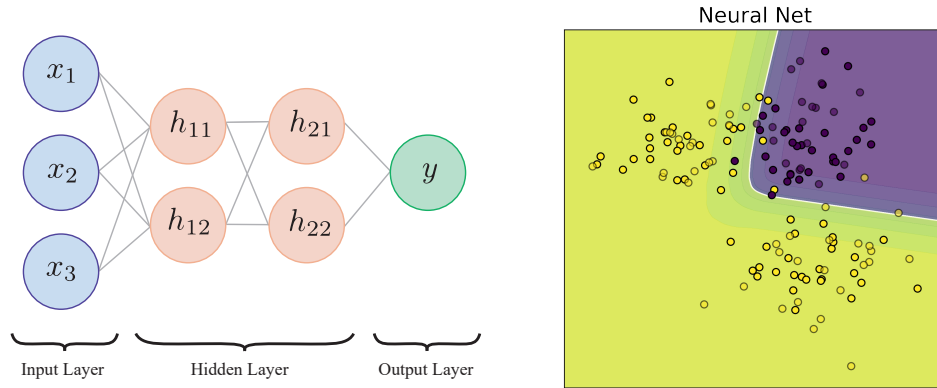 Neural Net
x₁
h₁₁ h₂₁
x₂ y
h₁₂ h₂₂
x₃
Input Layer Hidden Layer Output Layer